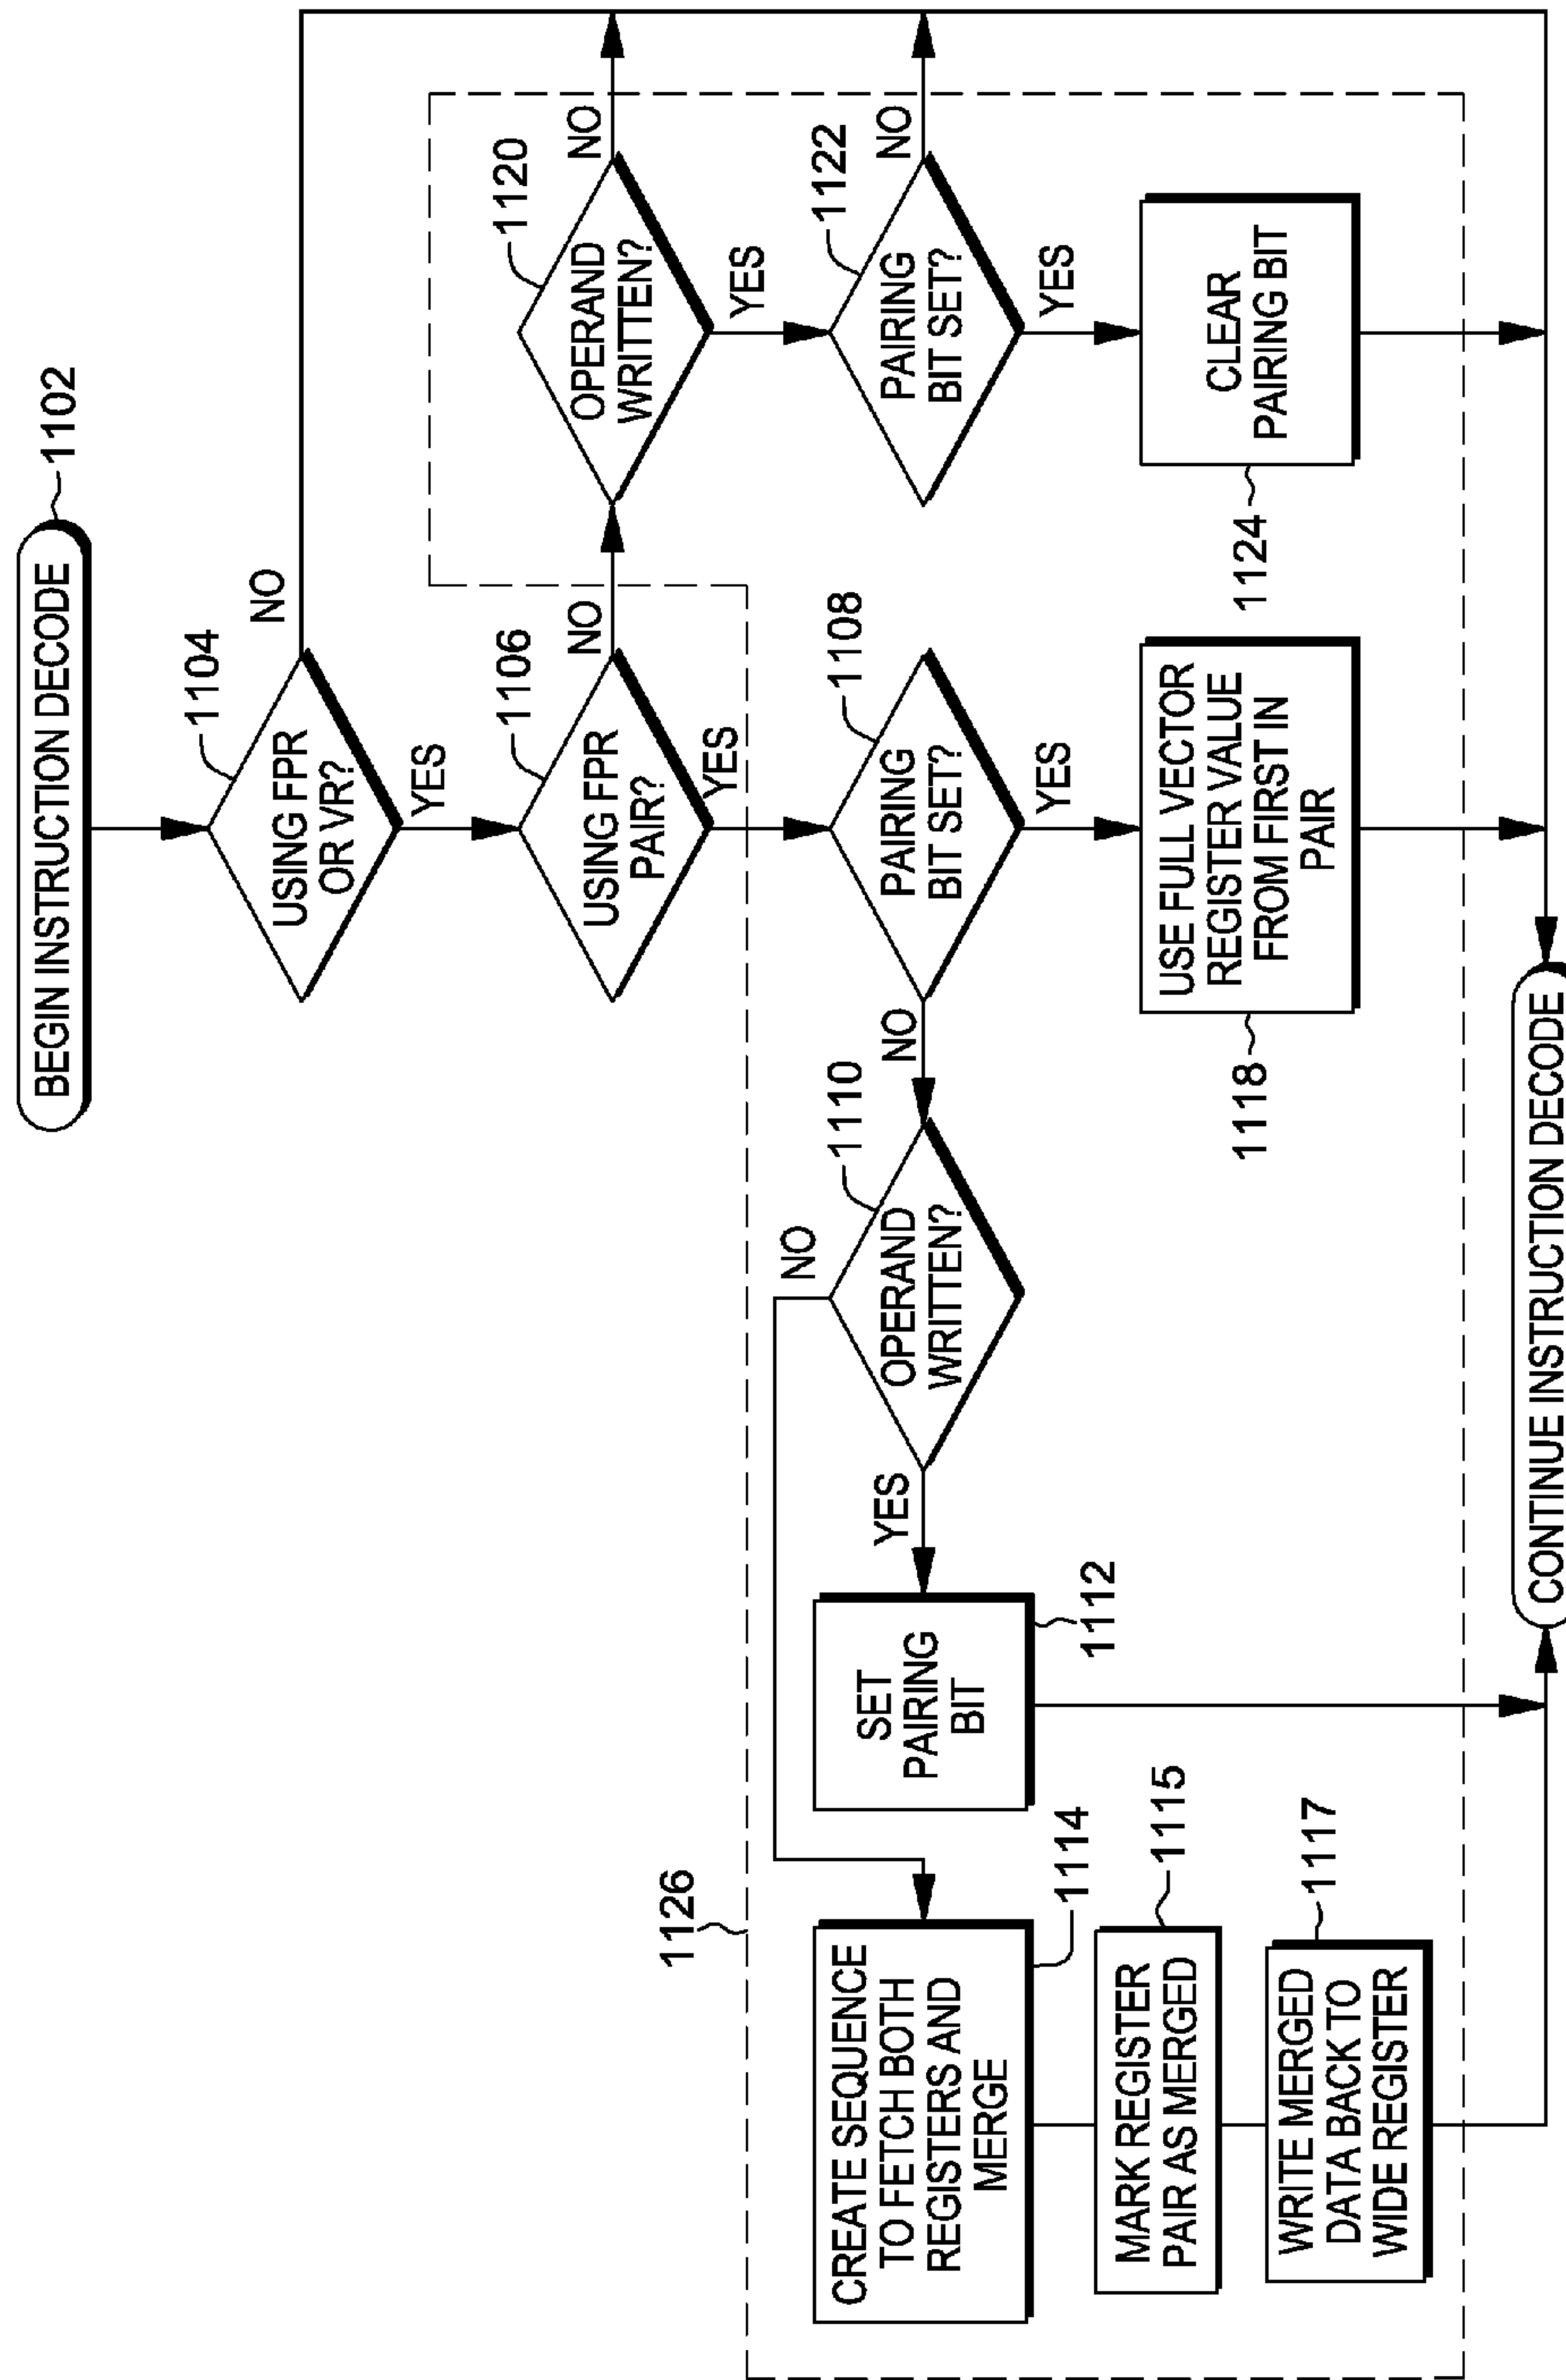 BEGIN INSTRUCTION DECODE
1102
USING FPR
OR VR?
1104
NO
YES
USING FPR
PAIR?
1106
NO
YES
OPERAND
WRITTEN?
1120
NO
YES
PAIRING
BIT SET?
1108
NO
YES
PAIRING
BIT SET?
1122
NO
YES
OPERAND
WRITTEN?
1110
NO
YES
1126
CREATE SEQUENCE
TO FETCH BOTH
REGISTERS AND
MERGE
1114
SET
PAIRING
BIT
1112
USE FULL VECTOR
REGISTER VALUE
FROM FIRST IN
PAIR
1118
CLEAR
PAIRING BIT
1124
MARK REGISTER
PAIR AS MERGED
1115
WRITE MERGED
DATA BACK TO
WIDE REGISTER
1117
CONTINUE INSTRUCTION DECODE